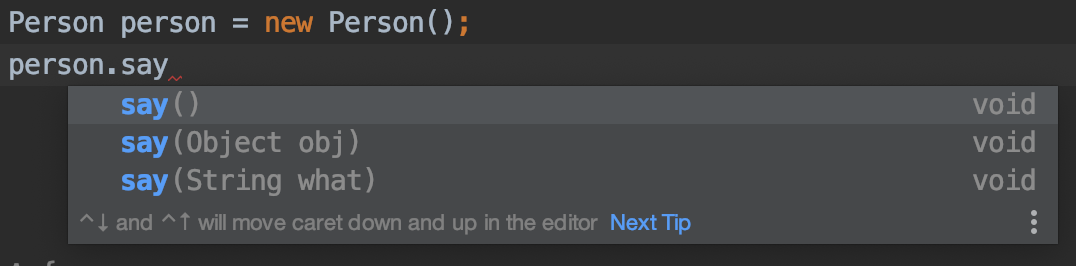 Person person = new Person();
person.say
say() void
say(Object obj) void
say(String what) void
^↓ and ^↑ will move caret down and up in the editor Next Tip